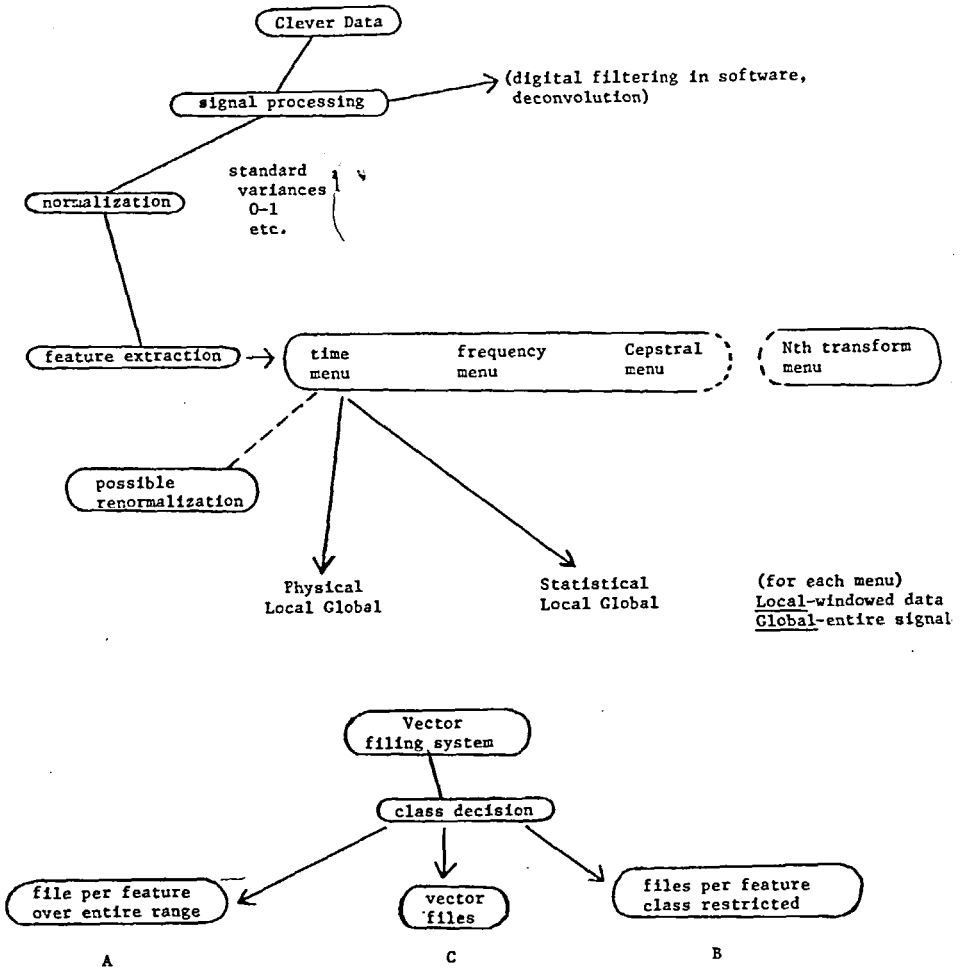 Clever Data
signal processing
(digital filtering in software,
deconvolution)
standard
variances
0-1
etc.
normalization
feature extraction
time
menu
frequency
menu
Cepstral
menu
Nth transform
menu
possible
renormalization
Physical
Local Global
Statistical
Local Global
(for each menu)
Local-windowed data
Global-entire signal
Vector
filing system
class decision
file per feature
over entire range
vector
files
files per feature
class restricted
A
C
B